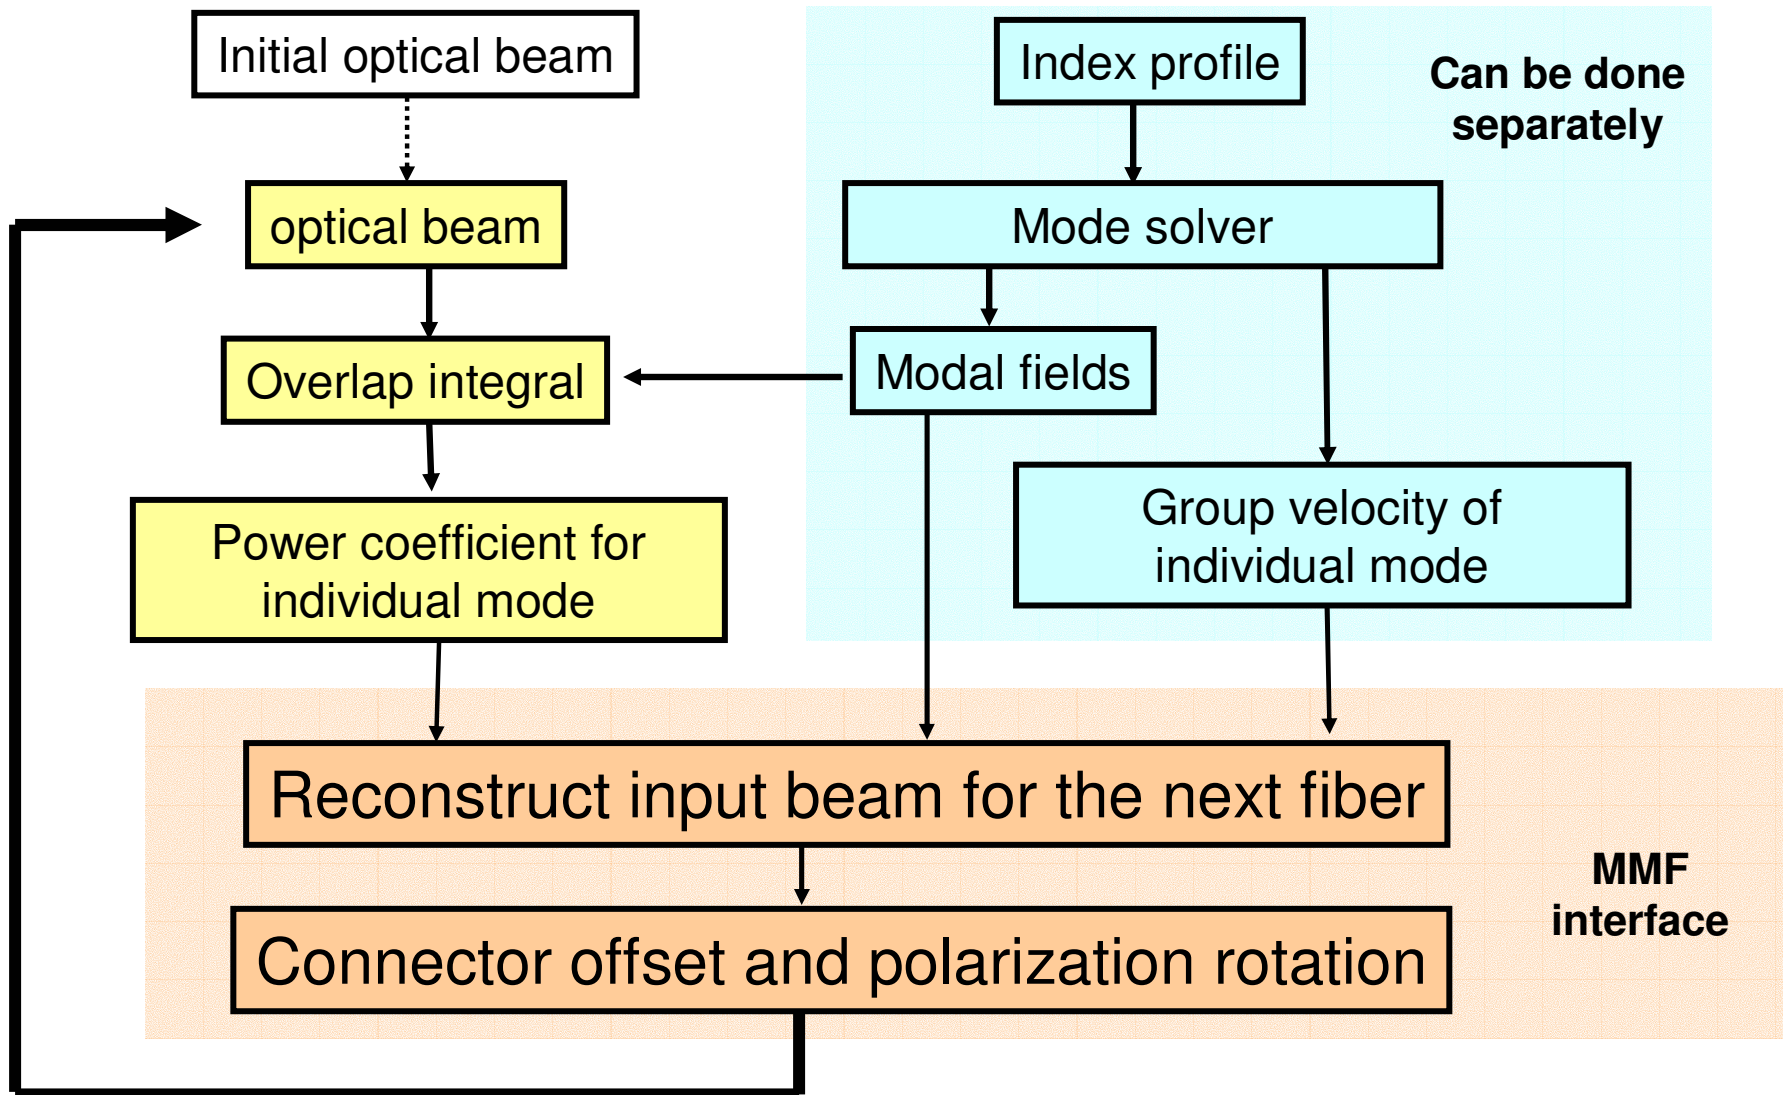 Initial optical beam
Index profile
Can be done
separately
optical beam
Mode solver
Overlap integral
Modal fields
Power coefficient for
individual mode
Group velocity of
individual mode
Reconstruct input beam for the next fiber
MMF
interface
Connector offset and polarization rotation